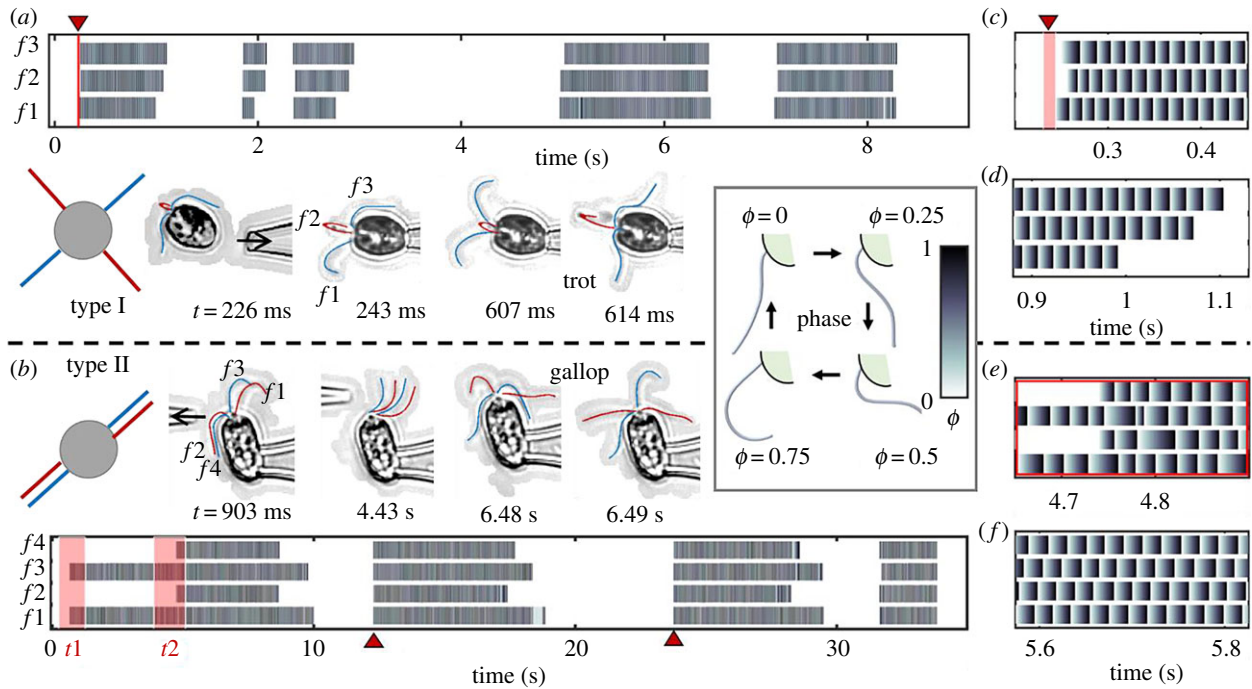 (a)
f3
f2
f1
0 2 4 6 8
time (s)
type I
t = 226 ms
f3
f2
f1
243 ms
607 ms
trot
614 ms
(b)
type II
f3
f1
f2
f4
t = 903 ms
4.43 s
gallop
6.48 s
6.49 s
f4
f3
f2
f1
0 t1 t2 10 20 30
time (s)
ϕ = 0 ϕ = 0.25
1
phase
0
ϕ
ϕ = 0.75 ϕ = 0.5
(c)
0.3 0.4
(d)
0.9 1 1.1
time (s)
(e)
4.7 4.8
(f)
5.6 5.8
time (s)